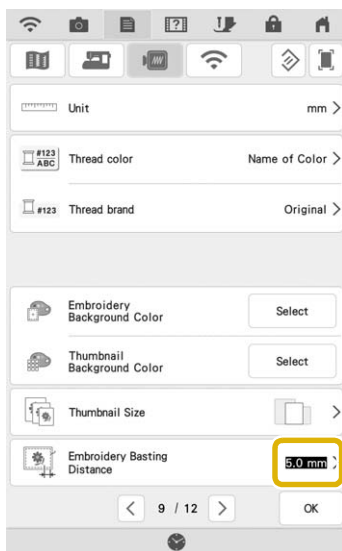 Unit mm >
#123
ABC
Thread color Name of Color >
#123 Thread brand Original >
Embroidery
Background Color Select
Thumbnail
Background Color Select
Thumbnail Size >
Embroidery Basting
Distance 5.0 mm >
< 9 / 12 > OK